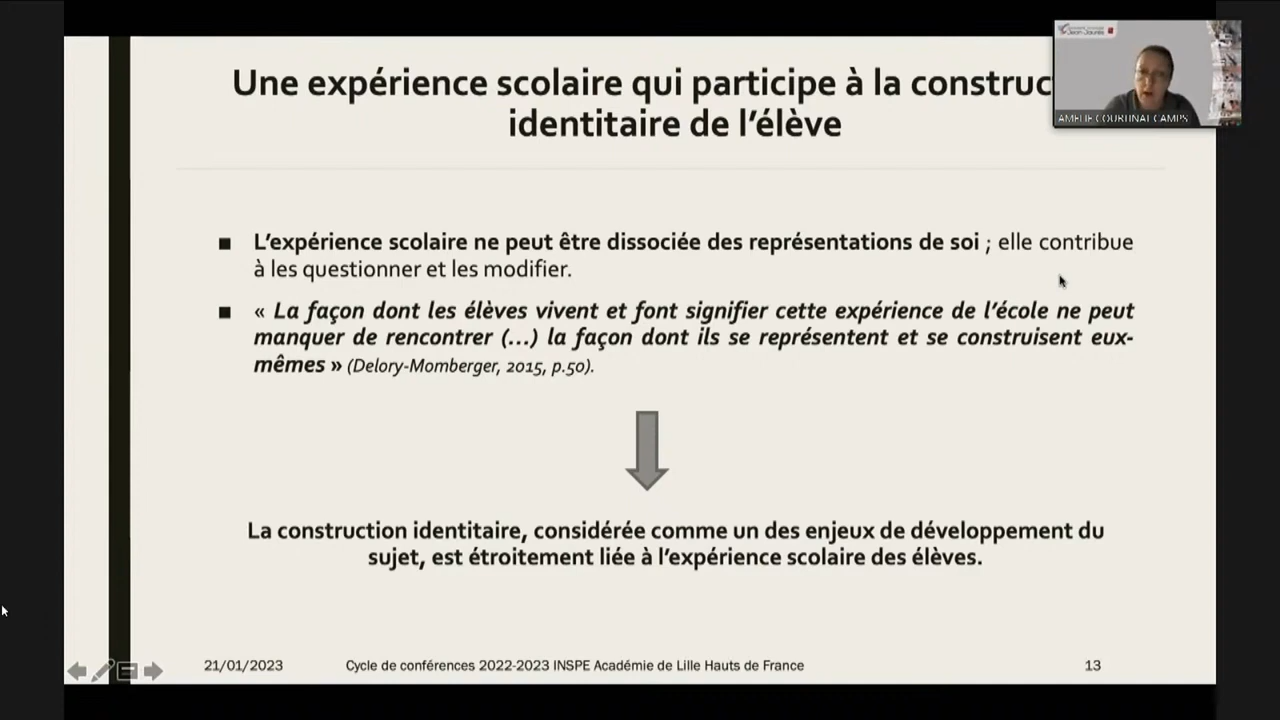 Une expérience scolaire qui participe à la construc
identitaire de l'élève
Jean Jaurès
AMÉLIE COURTINAT-CAMPS
■ L'expérience scolaire ne peut être dissociée des représentations de soi ; elle contribue
à les questionner et les modifier.
■ « La façon dont les élèves vivent et font signifier cette expérience de l'école ne peut
manquer de rencontrer (...) la façon dont ils se représentent et se construisent eux-
mêmes » (Delory-Momberger, 2015, p.50).
La construction identitaire, considérée comme un des enjeux de développement du
sujet, est étroitement liée à l'expérience scolaire des élèves.
21/01/2023 Cycle de conférences 2022-2023 INSPE Académie de Lille Hauts de France 13